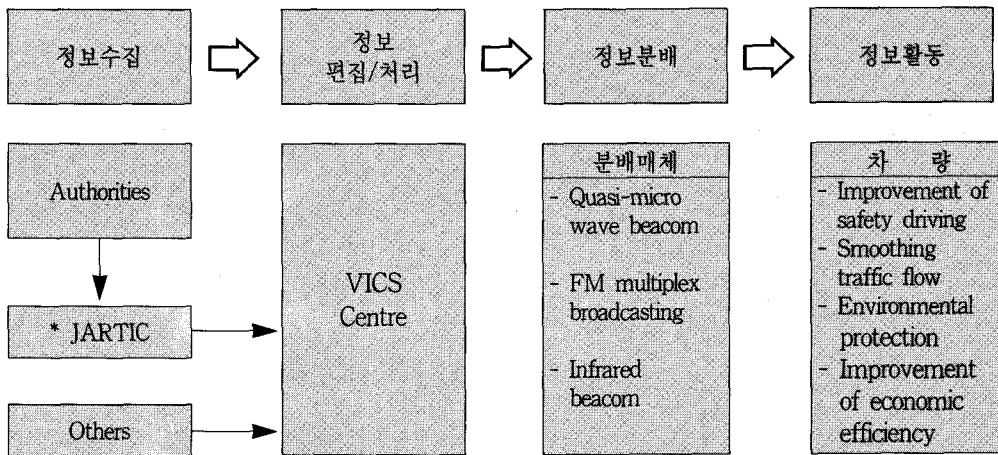 정보수집
정보
편집/처리
정보분배
정보활동
Authorities
* JARTIC
Others
VICS
Centre
분배매체
- Quasi-micro
wave beacom
- FM multiplex
broadcasting
- Infrared
beacom
차 량
- Improvement of
safety driving
- Smoothing
traffic flow
- Environmental
protection
- Improvement
of economic
efficiency